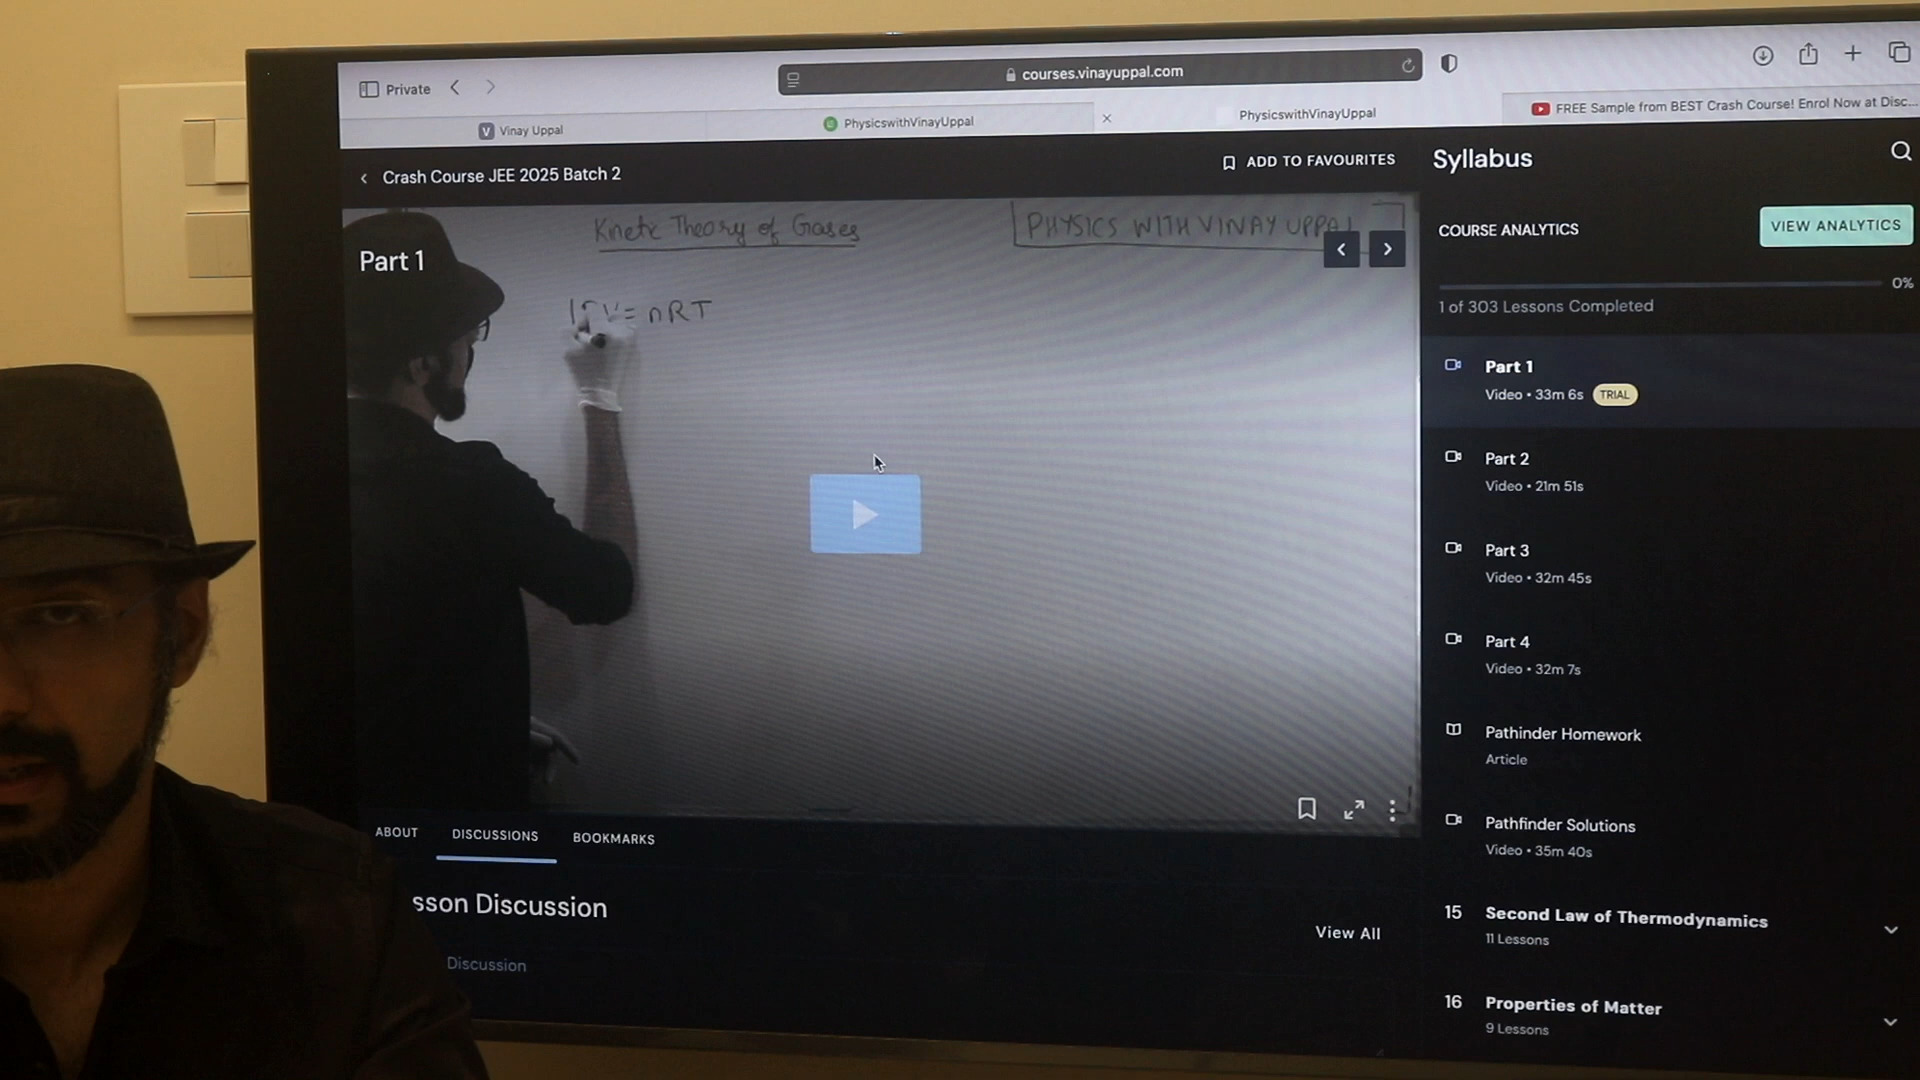 Private
courses.vinayuppal.com
Vinay Uppal
PhysicswithVinayUppal
PhysicswithVinayUppal
FREE Sample from BEST Crash Course! Enrol Now at Disc...
Crash Course JEE 2025 Batch 2
ADD TO FAVOURITES
Kinetic Theory of Gases
PHYSICS WITH VINAY UPPAL
Part 1
V = nRT
ABOUT
DISCUSSIONS
BOOKMARKS
sson Discussion
View All
Discussion
Syllabus
COURSE ANALYTICS
VIEW ANALYTICS
0%
1 of 303 Lessons Completed
Part 1
Video • 33m 6s TRIAL
Part 2
Video • 21m 51s
Part 3
Video • 32m 45s
Part 4
Video • 32m 7s
Pathinder Homework
Article
Pathfinder Solutions
Video • 35m 40s
15 Second Law of Thermodynamics
11 Lessons
16 Properties of Matter
9 Lessons